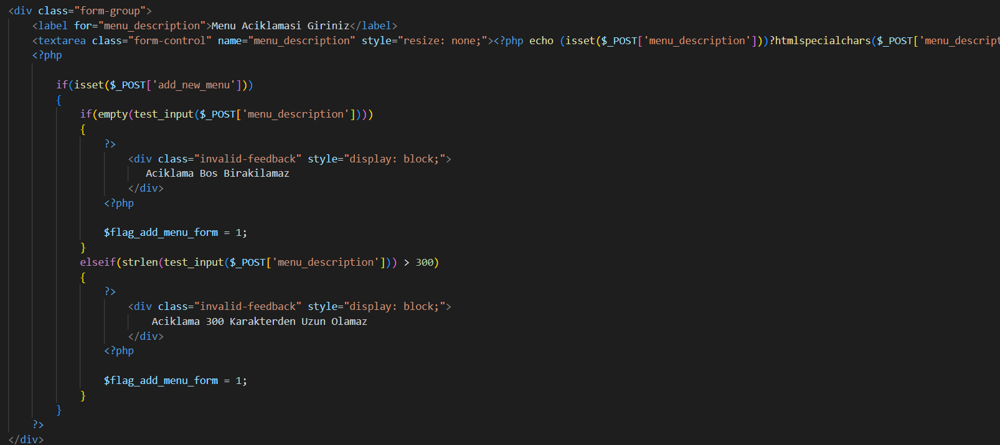 <div class="form-group">
<label for="menu_description">Menu Aciklamasi Giriniz</label>
<textarea class="form-control" name="menu_description" style="resize: none;"><?php echo (isset($_POST['menu_description']))?htmlspecialchars($_POST['menu_descript
<?php
if(isset($_POST['add_new_menu']))
{
if(empty(test_input($_POST['menu_description'])))
{
?>
<div class="invalid-feedback" style="display: block;">
Aciklama Bos Birakilamaz
</div>
<?php
$flag_add_menu_form = 1;
}
elseif(strlen(test_input($_POST['menu_description'])) > 300)
{
?>
<div class="invalid-feedback" style="display: block;">
Aciklama 300 Karakterden Uzun Olamaz
</div>
<?php
$flag_add_menu_form = 1;
}
}
?>
</div>